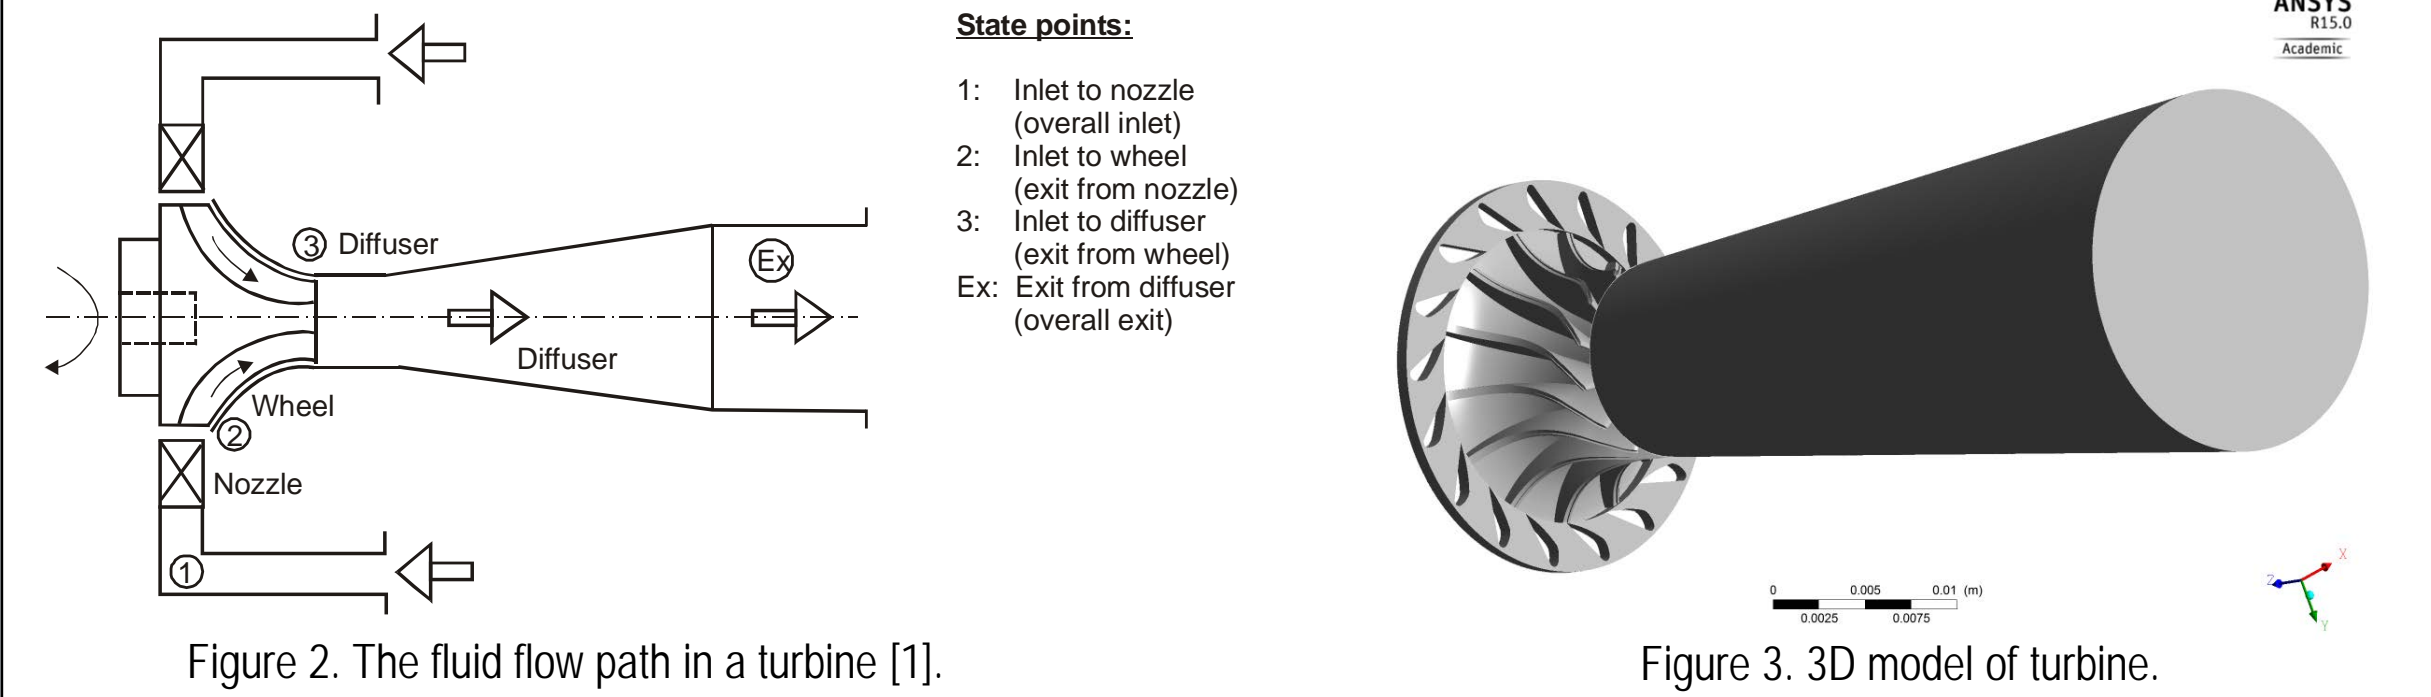 State points:
1: Inlet to nozzle
(overall inlet)
2: Inlet to wheel
(exit from nozzle)
3: Inlet to diffuser
(exit from wheel)
Ex: Exit from diffuser
(overall exit)
3 Diffuser
Ex
Diffuser
Wheel
2
Nozzle
1
Figure 2. The fluid flow path in a turbine [1].
ANSYS
R15.0
Academic
0 0.005 0.01 (m)
0.0025 0.0075
X
Z
Y
Figure 3. 3D model of turbine.